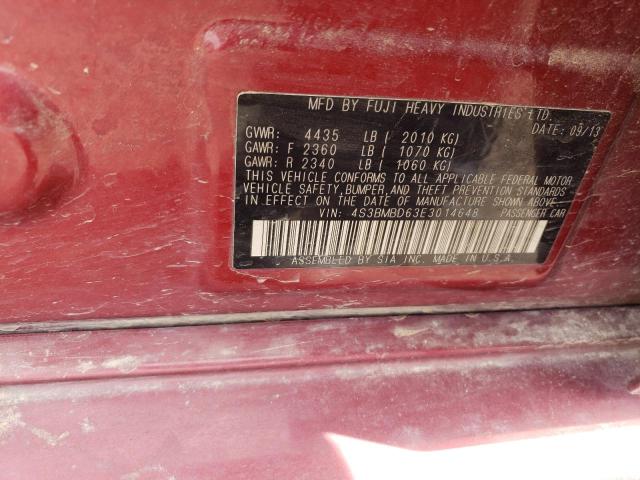 MFD BY FUJI HEAVY INDUSTRIES LTD.
DATE: 09/13
GVWR: 4435 LB ( 2010 KG)
GAWR: F 2360 LB ( 1070 KG)
GAWR: R 2340 LB ( 1060 KG)
THIS VEHICLE CONFORMS TO ALL APPLICABLE FEDERAL MOTOR
VEHICLE SAFETY, BUMPER, AND THEFT PREVENTION STANDARDS
IN EFFECT ON THE DATE OF MANUFACTURE SHOWN ABOVE.
VIN: 4S3BMBD63E3014648 PASSENGER CAR
ASSEMBLED BY SIA INC. MADE IN U.S.A.